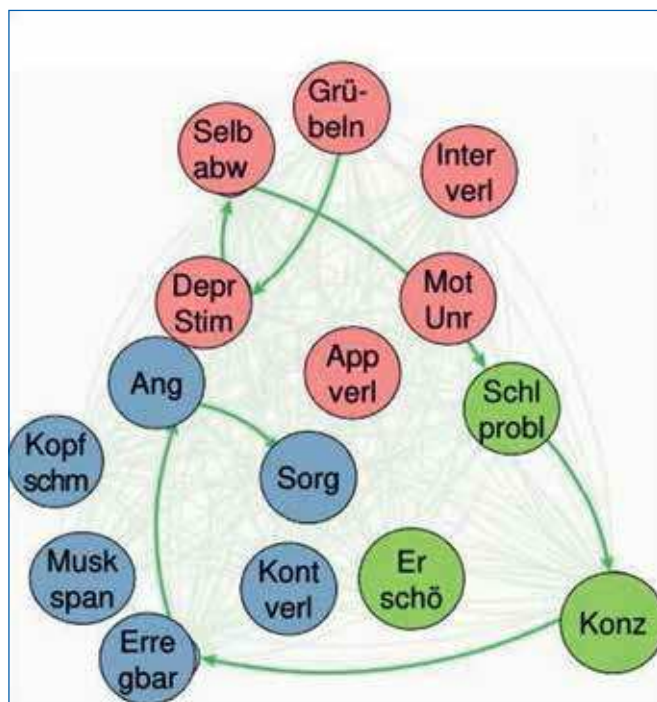 Grü-
beln
Selb
abw
Inter
verl
Depr
Stim
Mot
Unr
Ang
App
verl
Schl
probl
Kopf
schm
Sorg
Musk
span
Kont
verl
Er
schö
Erre
gbar
Konz